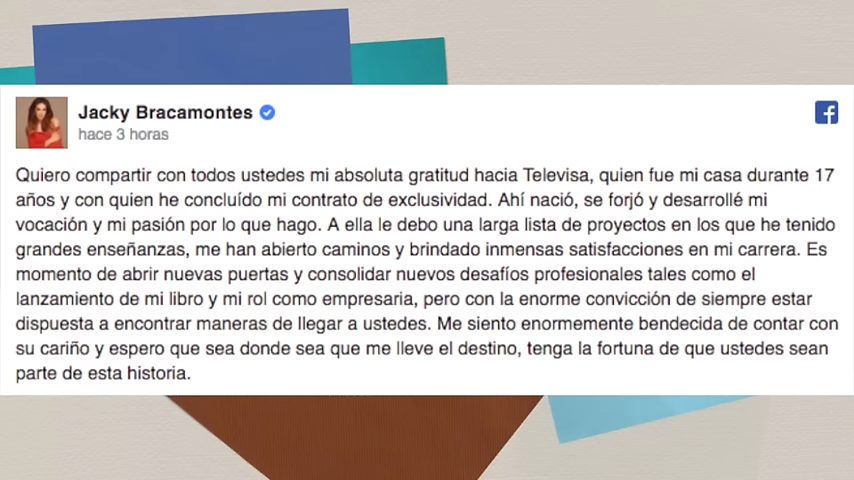 Jacky Bracamontes
hace 3 horas
Quiero compartir con todos ustedes mi absoluta gratitud hacia Televisa, quien fue mi casa durante 17
años y con quien he concluído mi contrato de exclusividad. Ahí nació, se forjó y desarrollé mi
vocación y mi pasión por lo que hago. A ella le debo una larga lista de proyectos en los que he tenido
grandes enseñanzas, me han abierto caminos y brindado inmensas satisfacciones en mi carrera. Es
momento de abrir nuevas puertas y consolidar nuevos desafíos profesionales tales como el
lanzamiento de mi libro y mi rol como empresaria, pero con la enorme convicción de siempre estar
dispuesta a encontrar maneras de llegar a ustedes. Me siento enormemente bendecida de contar con
su cariño y espero que sea donde sea que me lleve el destino, tenga la fortuna de que ustedes sean
parte de esta historia.